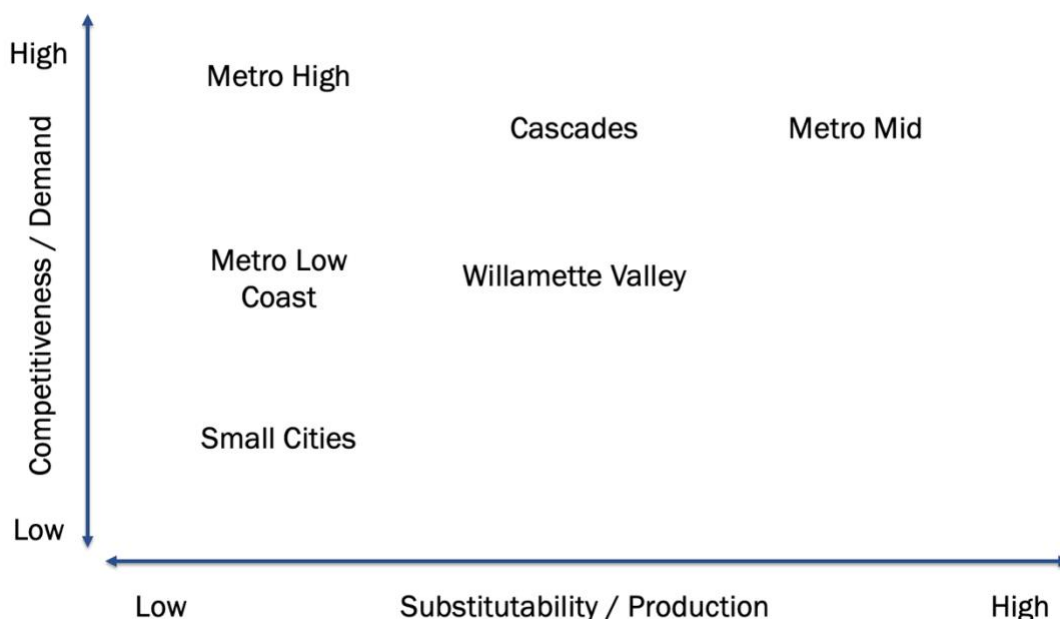 High
Metro High
Cascades
Metro Mid
Competitiveness / Demand
Metro Low
Coast
Willamette Valley
Small Cities
Low
Low
Substitutability / Production
High